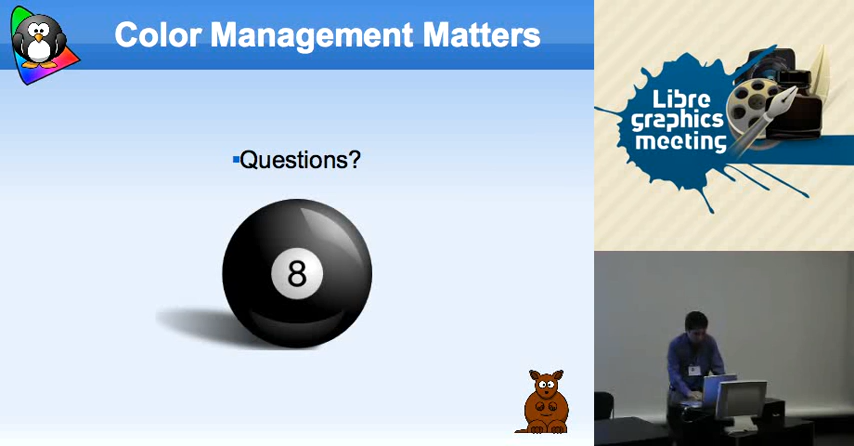 Color Management Matters
Questions?
8
Libre
graphics
meeting